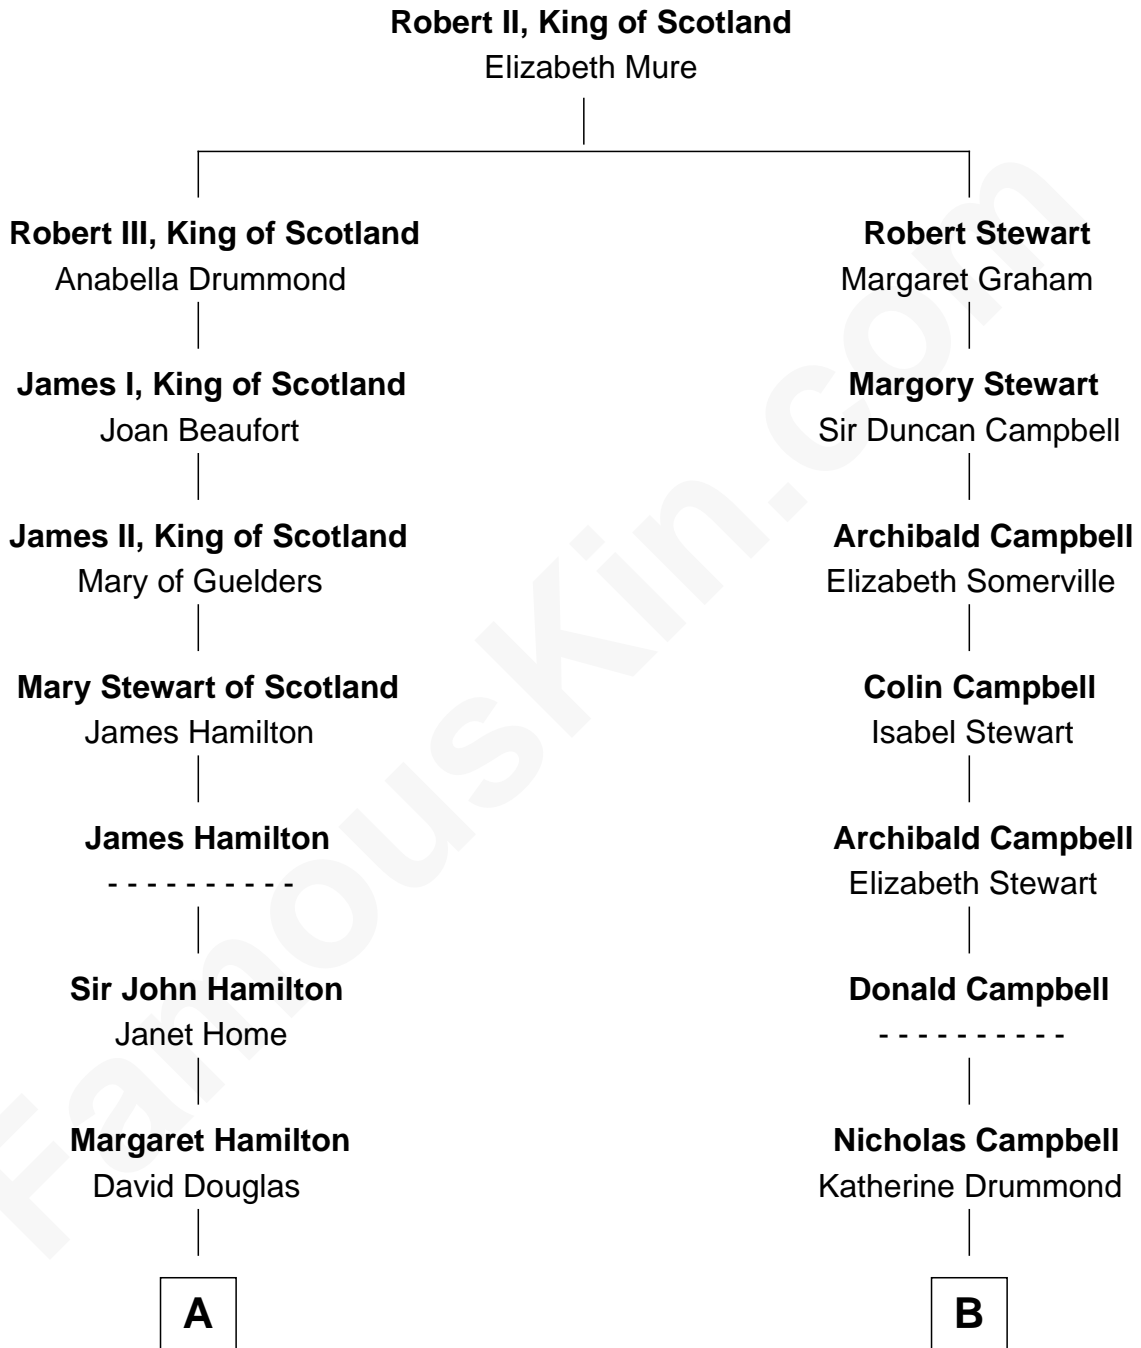 Robert II, King of Scotland
Elizabeth Mure
Robert III, King of Scotland
Anabella Drummond
James I, King of Scotland
Joan Beaufort
James II, King of Scotland
Mary of Guelders
Mary Stewart of Scotland
James Hamilton
James Hamilton
- - - - - - - - - -
Sir John Hamilton
Janet Home
Margaret Hamilton
David Douglas
A
Robert Stewart
Margaret Graham
Margory Stewart
Sir Duncan Campbell
Archibald Campbell
Elizabeth Somerville
Colin Campbell
Isabel Stewart
Archibald Campbell
Elizabeth Stewart
Donald Campbell
- - - - - - - - - -
Nicholas Campbell
Katherine Drummond
B
FamousKin.com